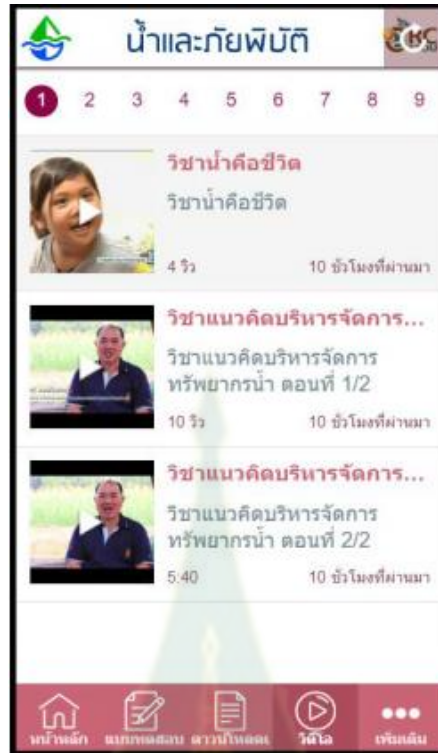 น้ำและภัยพิบัติ
1 2 3 4 5 6 7 8 9
วิชาน้ำคือชีวิต
วิชาน้ำคือชีวิต
4 วิว 10 ชั่วโมงที่ผ่านมา
วิชาแนวคิดบริหารจัดการ...
วิชาแนวคิดบริหารจัดการ
ทรัพยากรน้ำ ตอนที่ 1/2
10 วิว 10 ชั่วโมงที่ผ่านมา
วิชาแนวคิดบริหารจัดการ...
วิชาแนวคิดบริหารจัดการ
ทรัพยากรน้ำ ตอนที่ 2/2
5:40 10 ชั่วโมงที่ผ่านมา
หน้าหลัก แบบทดสอบ ดาวน์โหลด วิดีโอ เพิ่มเติม